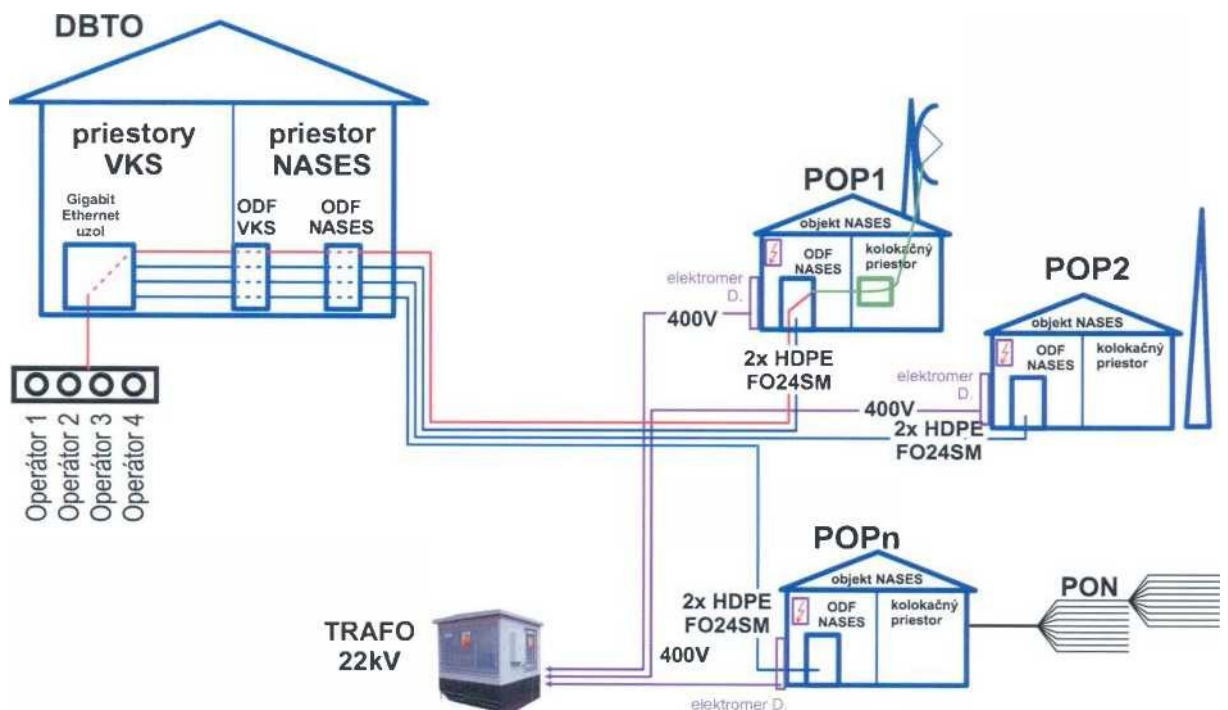 DBTO
priestory
VKS
priestor
NASES
Gigabit
Ethernet
uzol
ODF
VKS
ODF
NASES
Operátor 1
Operátor 2
Operátor 3
Operátor 4
POP1
objekt NASES
ODF
NASES
kolokačný
priestor
elektromer
D.
400V
2x HDPE
FO24SM
POP2
objekt NASES
ODF
NASES
kolokačný
priestor
elektromer
D.
400V
2x HDPE
FO24SM
POPn
objekt NASES
ODF
NASES
kolokačný
priestor
2x HDPE
FO24SM
400V
elektromer D.
PON
TRAFO
22kV